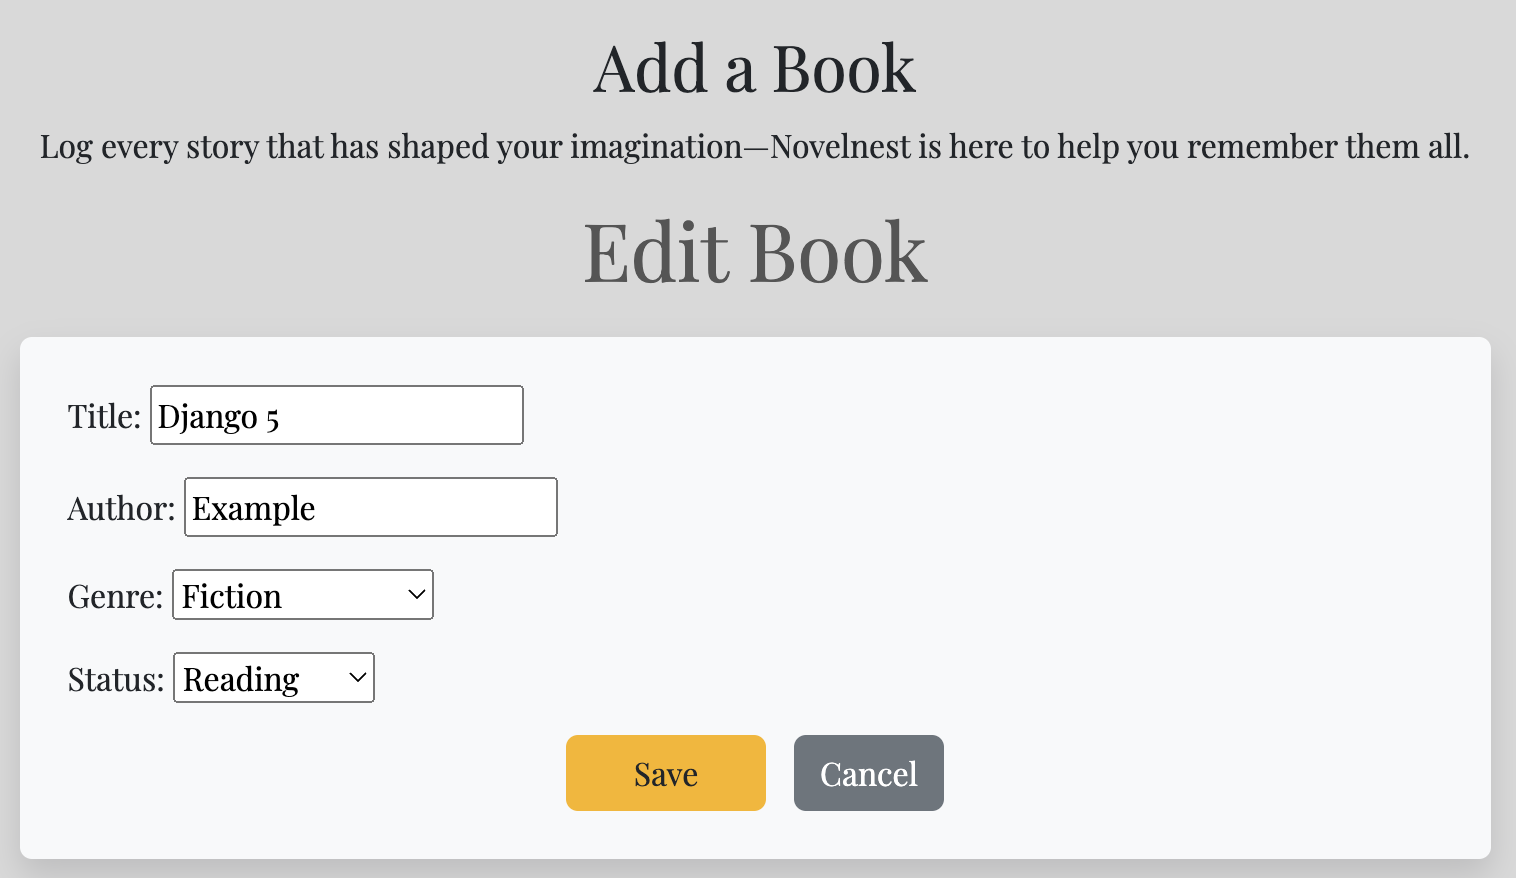 Add a Book
Log every story that has shaped your imagination—Novelnest is here to help you remember them all.
Edit Book
Title: Django 5
Author: Example
Genre: Fiction
Status: Reading
Save Cancel